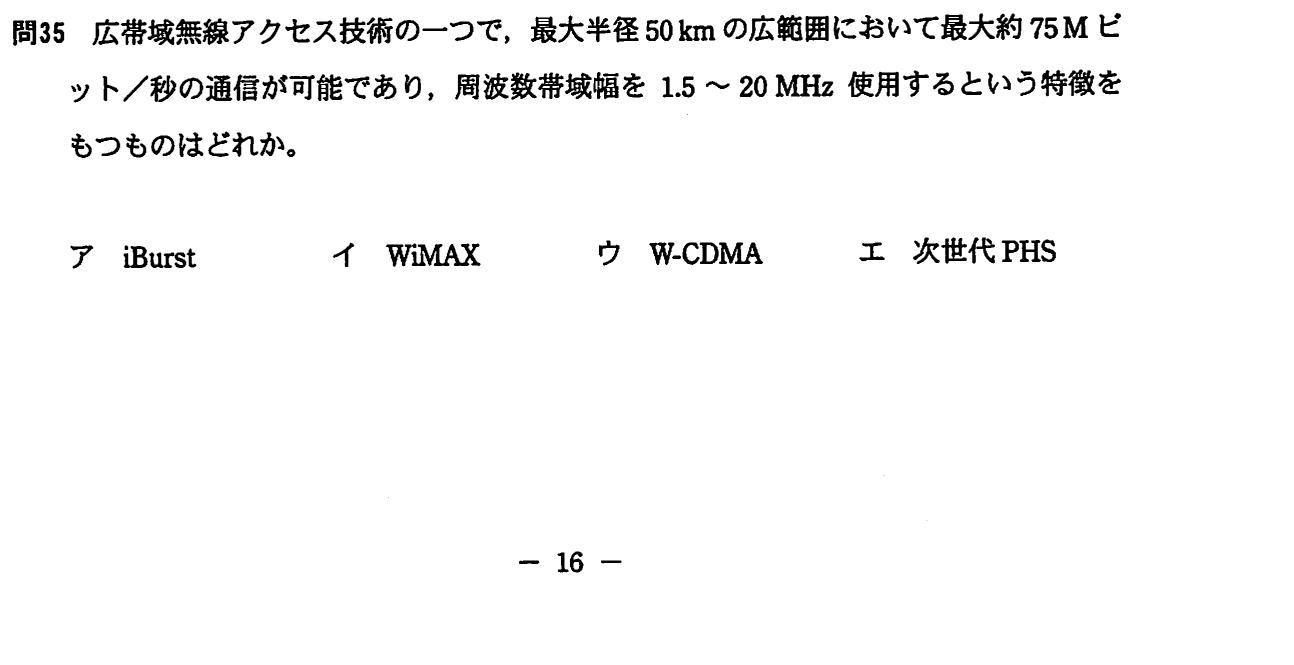 問35 広帯域無線アクセス技術の一つで，最大半径 50 km の広範囲において最大約 75 M ビ
ット／秒の通信が可能であり，周波数帯域幅を 1.5 ～ 20 MHz 使用するという特徴を
もつものはどれか。
ア iBurst イ WiMAX ウ W-CDMA エ 次世代 PHS
－ 16 －